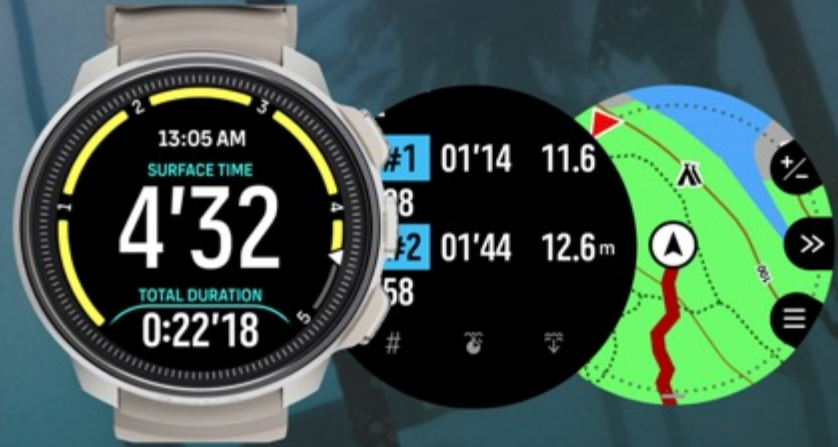 2 3
13:05 AM
SURFACE TIME
1 4'32 4
TOTAL DURATION
0:22'18 5
#1 01'14 11.6
#2 01'44 12.6 m
58
#
100
+/-